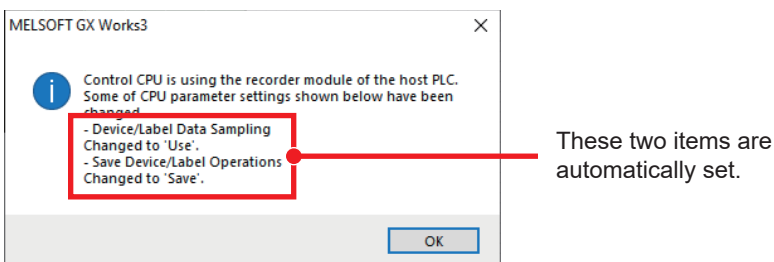 MELSOFT GX Works3
Control CPU is using the recorder module of the host PLC.
Some of CPU parameter settings shown below have been
changed.
- Device/Label Data Sampling
Changed to 'Use'.
- Save Device/Label Operations
Changed to 'Save'.
OK
These two items are
automatically set.